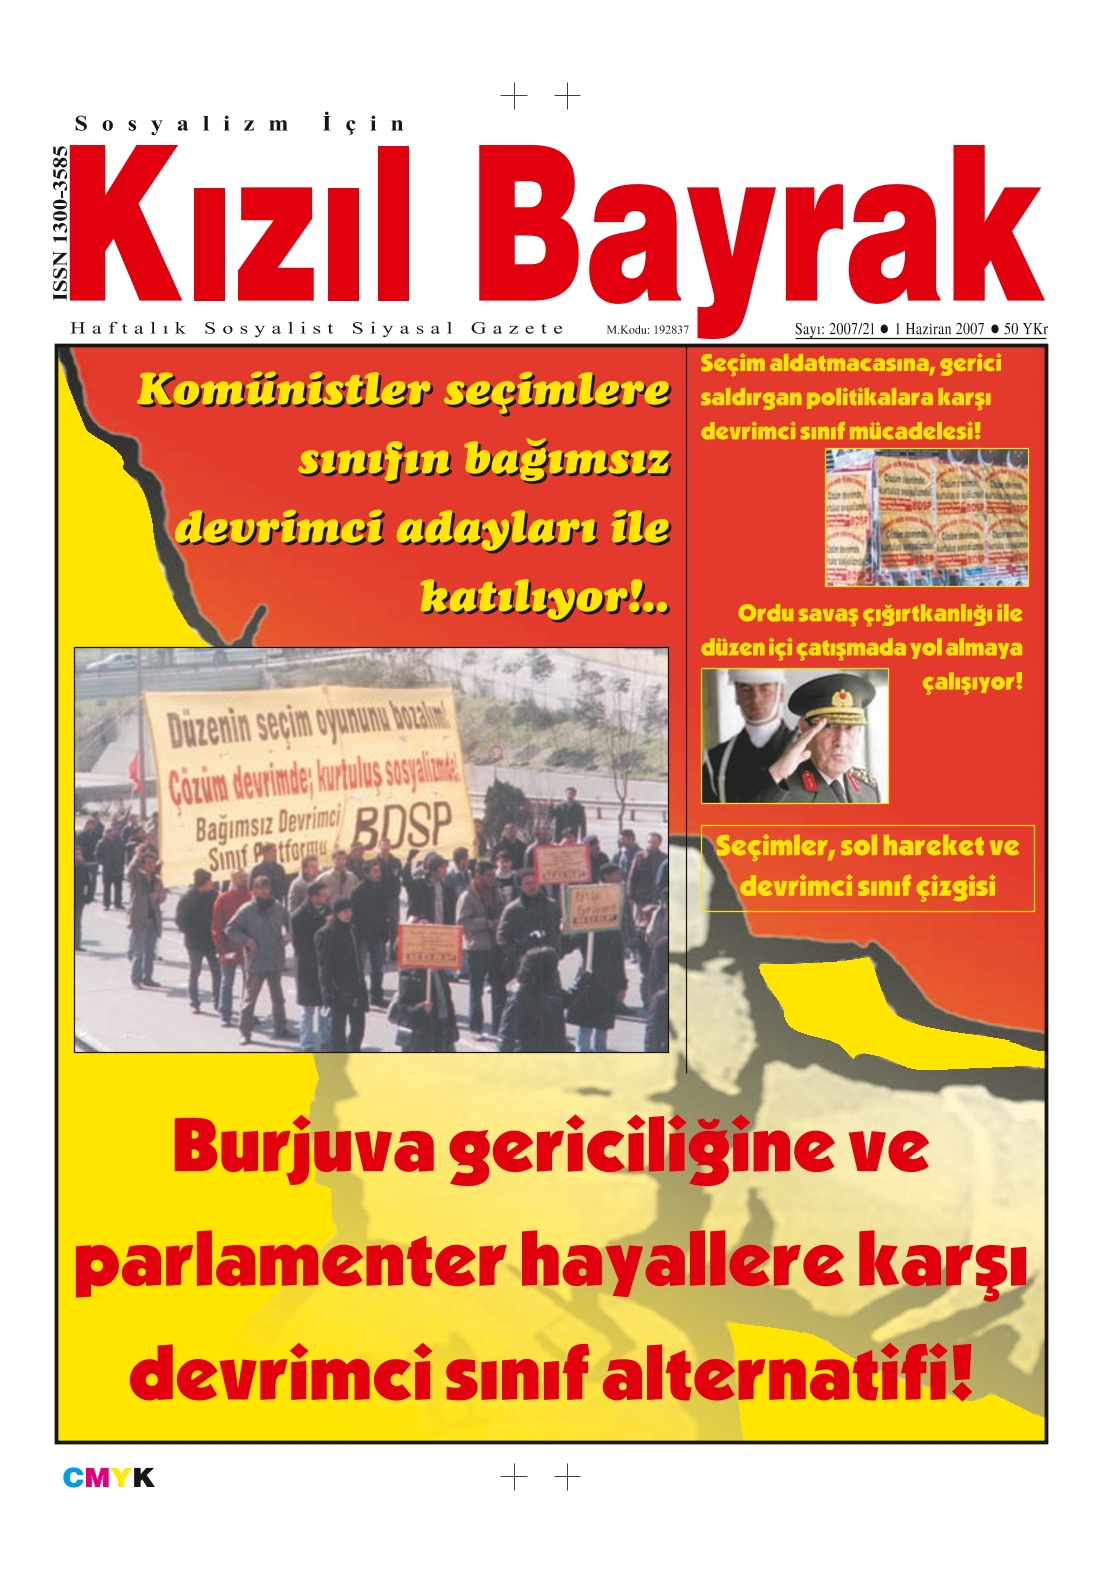 Sosyalizm İçin
ISSN 1300-3585
Kızıl Bayrak
Haftalık Sosyalist Siyasal Gazete
M.Kodu: 192837
Sayı: 2007/21 ● 1 Haziran 2007 ● 50 YKr
Komünistler seçimlere
sınıfın bağımsız
devrimci adayları ile
katılıyor!..
Düzenin seçim oyununu bozalım!
Çözüm devrimde; kurtuluş sosyalizmde!
Bağımsız Devrimci
Sınıf Platformu
BDSP
Seçim aldatmacasına, gerici
saldırgan politikalara karşı
devrimci sınıf mücadelesi!
Ordu savaş çığırtkanlığı ile
düzen içi çatışmada yol almaya
çalışıyor!
Seçimler, sol hareket ve
devrimci sınıf çizgisi
Burjuva gericiliğine ve
parlamenter hayallere karşı
devrimci sınıf alternatifi!
CMYK